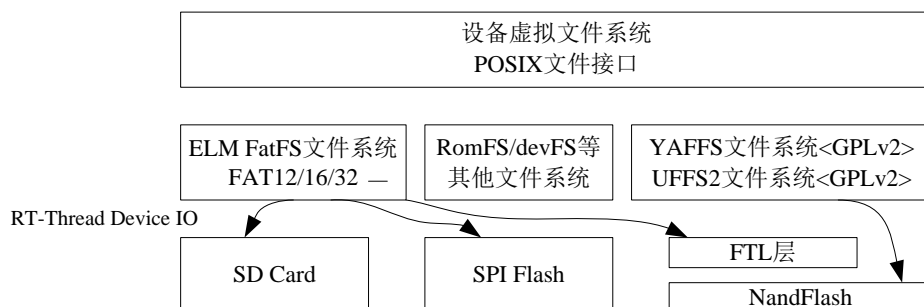 设备虚拟文件系统
POSIX文件接口
ELM FatFS文件系统
FAT12/16/32 —
RomFS/devFS等
其他文件系统
YAFFS文件系统<GPLv2>
UFFS2文件系统<GPLv2>
RT-Thread Device IO
SD Card
SPI Flash
FTL层
NandFlash